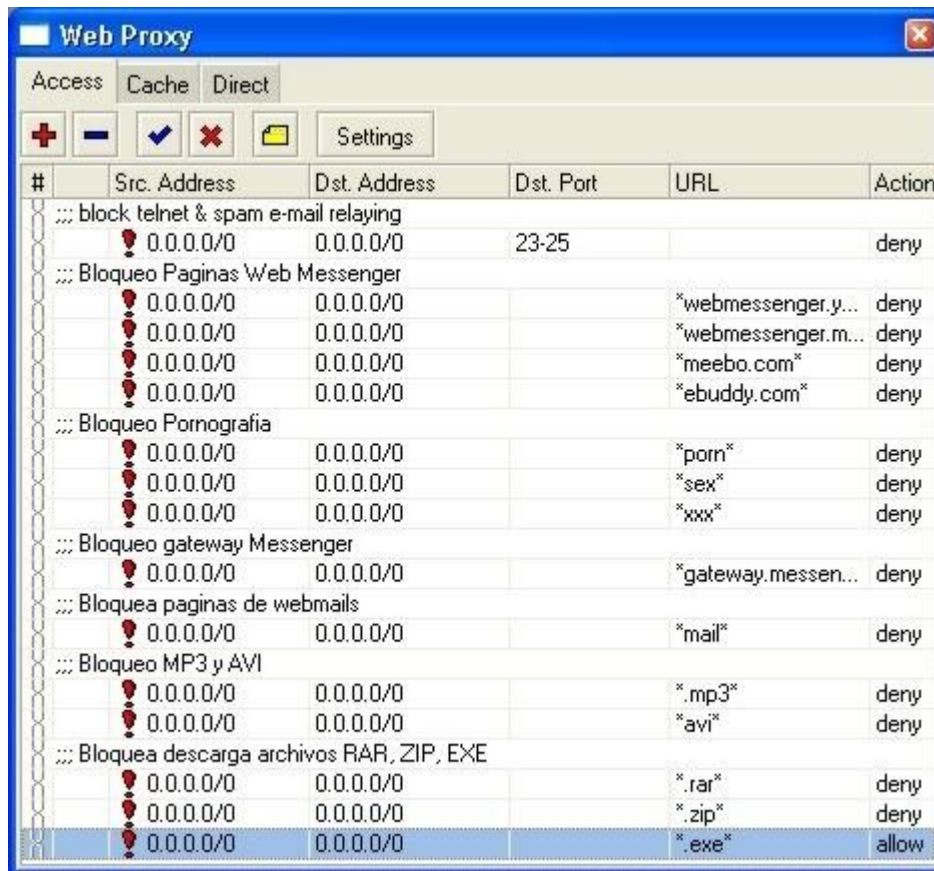 Web Proxy
Access Cache Direct
Settings
# Src. Address Dst. Address Dst. Port URL Action
;;; block telnet & spam e-mail relaying
0.0.0.0/0 0.0.0.0/0 23-25 deny
;;; Bloqueo Paginas Web Messenger
0.0.0.0/0 0.0.0.0/0 *webmessenger.y... deny
0.0.0.0/0 0.0.0.0/0 *webmessenger.m... deny
0.0.0.0/0 0.0.0.0/0 *meebo.com* deny
0.0.0.0/0 0.0.0.0/0 *ebuddy.com* deny
;;; Bloqueo Pornografia
0.0.0.0/0 0.0.0.0/0 *porn* deny
0.0.0.0/0 0.0.0.0/0 *sex* deny
0.0.0.0/0 0.0.0.0/0 *xxx* deny
;;; Bloqueo gateway Messenger
0.0.0.0/0 0.0.0.0/0 *gateway.messen... deny
;;; Bloquea paginas de webmails
0.0.0.0/0 0.0.0.0/0 *mail* deny
;;; Bloqueo MP3 y AVI
0.0.0.0/0 0.0.0.0/0 *.mp3* deny
0.0.0.0/0 0.0.0.0/0 *avi* deny
;;; Bloquea descarga archivos RAR, ZIP, EXE
0.0.0.0/0 0.0.0.0/0 *.rar* deny
0.0.0.0/0 0.0.0.0/0 *.zip* deny
0.0.0.0/0 0.0.0.0/0 *.exe* allow